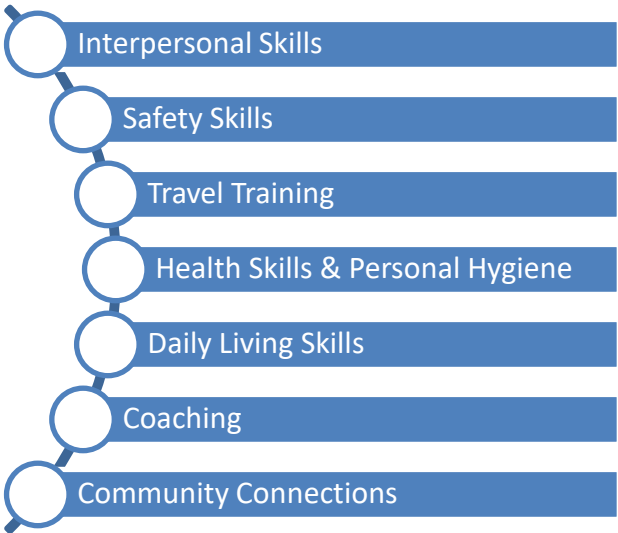 Interpersonal Skills
Safety Skills
Travel Training
Health Skills & Personal Hygiene
Daily Living Skills
Coaching
Community Connections